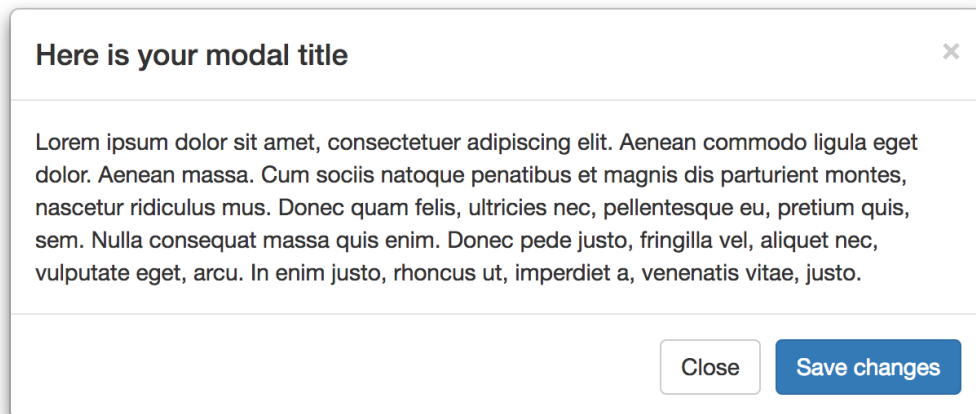 Here is your modal title ×
Lorem ipsum dolor sit amet, consectetuer adipiscing elit. Aenean commodo ligula eget
dolor. Aenean massa. Cum sociis natoque penatibus et magnis dis parturient montes,
nascetur ridiculus mus. Donec quam felis, ultricies nec, pellentesque eu, pretium quis,
sem. Nulla consequat massa quis enim. Donec pede justo, fringilla vel, aliquet nec,
vulputate eget, arcu. In enim justo, rhoncus ut, imperdiet a, venenatis vitae, justo.
Close Save changes